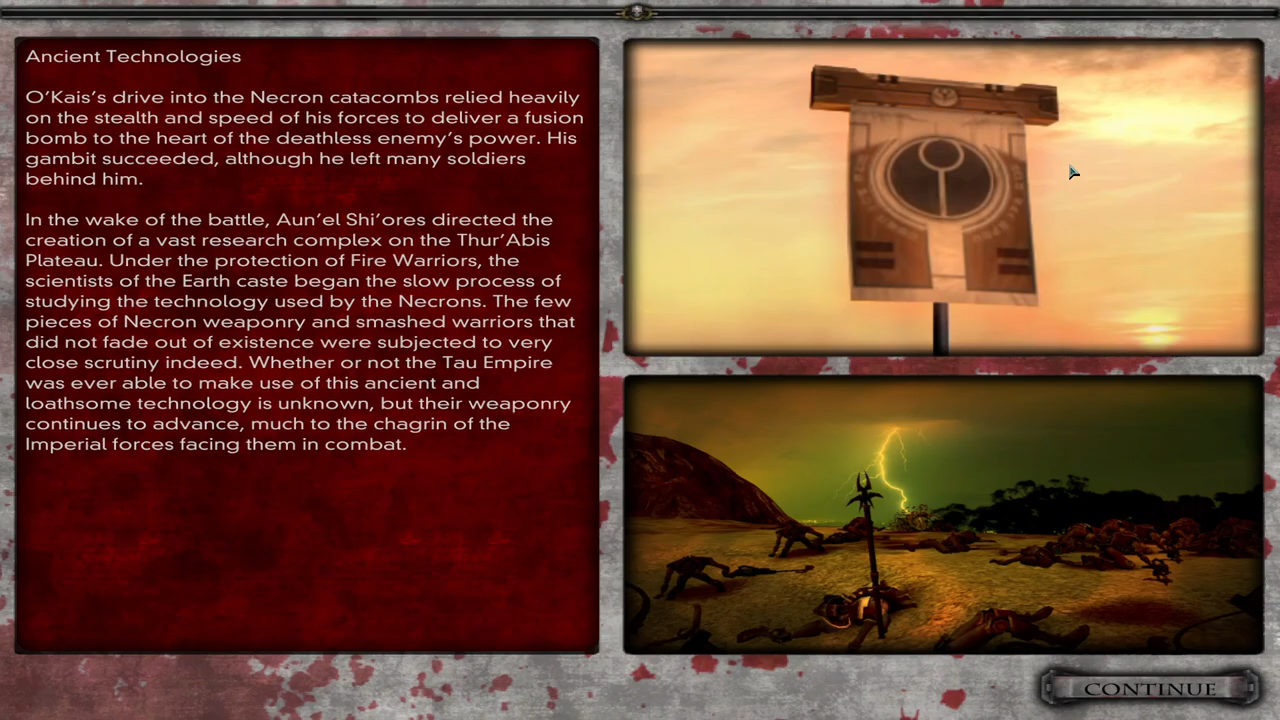 Ancient Technologies
O'Kais's drive into the Necron catacombs relied heavily
on the stealth and speed of his forces to deliver a fusion
bomb to the heart of the deathless enemy's power. His
gambit succeeded, although he left many soldiers
behind him.
In the wake of the battle, Aun'el Shi'ores directed the
creation of a vast research complex on the Thur'Abis
Plateau. Under the protection of Fire Warriors, the
scientists of the Earth caste began the slow process of
studying the technology used by the Necrons. The few
pieces of Necron weaponry and smashed warriors that
did not fade out of existence were subjected to very
close scrutiny indeed. Whether or not the Tau Empire
was ever able to make use of this ancient and
loathsome technology is unknown, but their weaponry
continues to advance, much to the chagrin of the
Imperial forces facing them in combat.
CONTINUE